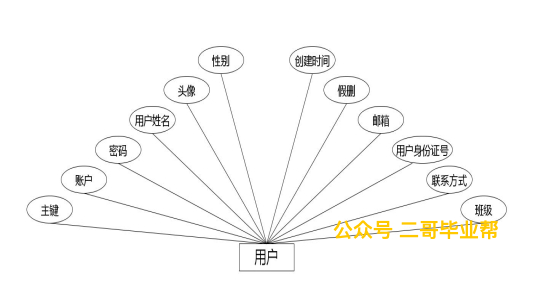 性别
创建时间
头像
假删
用户姓名
邮箱
密码
用户身份证号
账户
联系方式
主键
班级
公众号 二哥毕业帮
用户